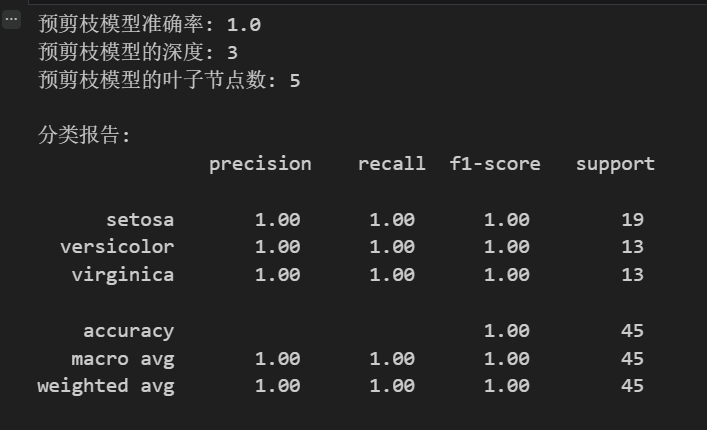 预剪枝模型准确率: 1.0
预剪枝模型的深度: 3
预剪枝模型的叶子节点数: 5
分类报告:
precision recall f1-score support
setosa 1.00 1.00 1.00 19
versicolor 1.00 1.00 1.00 13
virginica 1.00 1.00 1.00 13
accuracy 1.00 45
macro avg 1.00 1.00 1.00 45
weighted avg 1.00 1.00 1.00 45